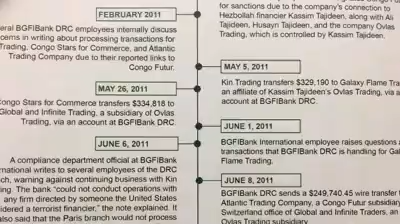 FEBRUARY 2011
eral BGFIBank DRC employees internally discuss
cerns in writing about processing transactions for
Trading, Congo Stars for Commerce, and Atlantic
Trading Company due to their reported links to
Congo Futur.
MAY 26, 2011
Congo Stars for Commerce transfers $334,818 to
Global and Infinite Trading, a subsidiary of Ovlas
Trading, via an account at BGFIBank DRC.
JUNE 6, 2011
A compliance department official at BGFIBank
nternational writes to several employees of the DRC
nch, warning against continuing business with Kin
Trading. The bank "could not conduct operations with
any firm directed by someone the United States
idered a terrorist financier," the note explained. It
also said that the Paris branch would not process
for sanctions due to the company's connection to
Hezbollah financier Kassim Tajideen, along with Ali
Tajideen, Husayn Tajideen, and the company Ovlas
Trading, which is controlled by Kassim Tajideen.
MAY 5, 2011
Kin Trading transfers $329,190 to Galaxy Flame Tra
an affiliate of Kassim Tajideen's Ovlas Trading, via
account at BGFIBank DRC.
JUNE 1, 2011
BGFIBank International employee raises questions a
transactions that BGFIBank DRC is handling for Gal
Flame Trading.
JUNE 8, 2011
BGFIBank DRC sends a $249,740.45 wire transfer t
Atlantic Trading Company, a Congo Futur subsidiary
Switzerland office of Global and Infinite Traders, an
Ovlas Trading subsidiary.